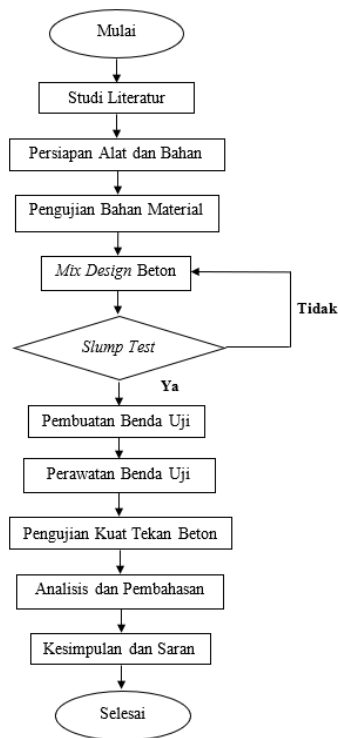 Mulai
Studi Literatur
Persiapan Alat dan Bahan
Pengujian Bahan Material
Mix Design Beton
Tidak
Slump Test
Ya
Pembuatan Benda Uji
Perawatan Benda Uji
Pengujian Kuat Tekan Beton
Analisis dan Pembahasan
Kesimpulan dan Saran
Selesai